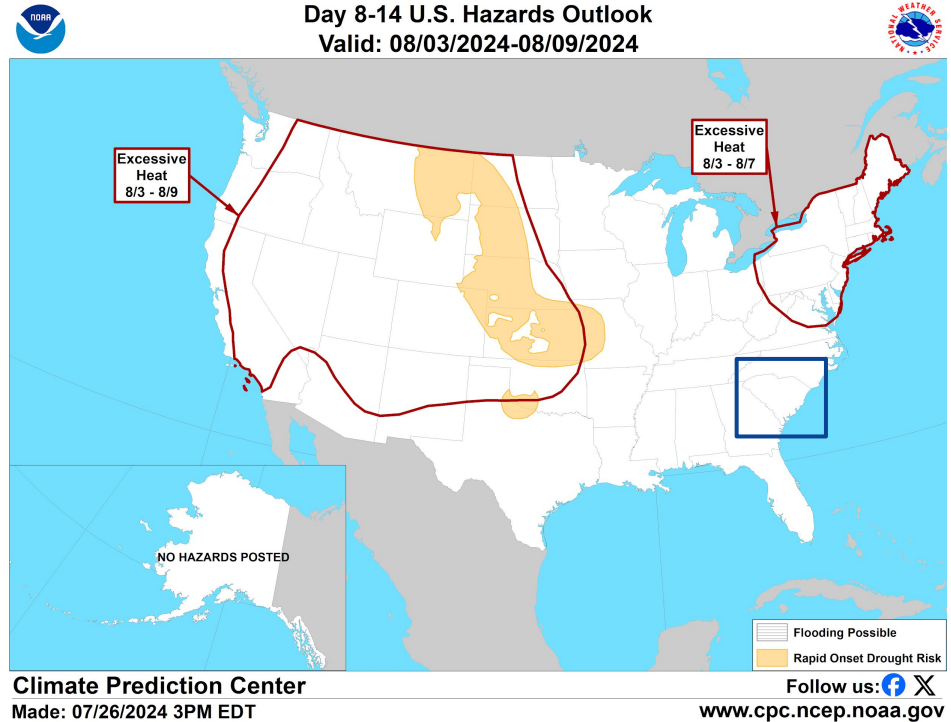 Day 8-14 U.S. Hazards Outlook
Valid: 08/03/2024-08/09/2024
NOAA
NATIONAL WEATHER SERVICE
Excessive
Heat
8/3 - 8/9
Excessive
Heat
8/3 - 8/7
NO HAZARDS POSTED
Flooding Possible
Rapid Onset Drought Risk
Climate Prediction Center
Follow us:
Made: 07/26/2024 3PM EDT
www.cpc.ncep.noaa.gov